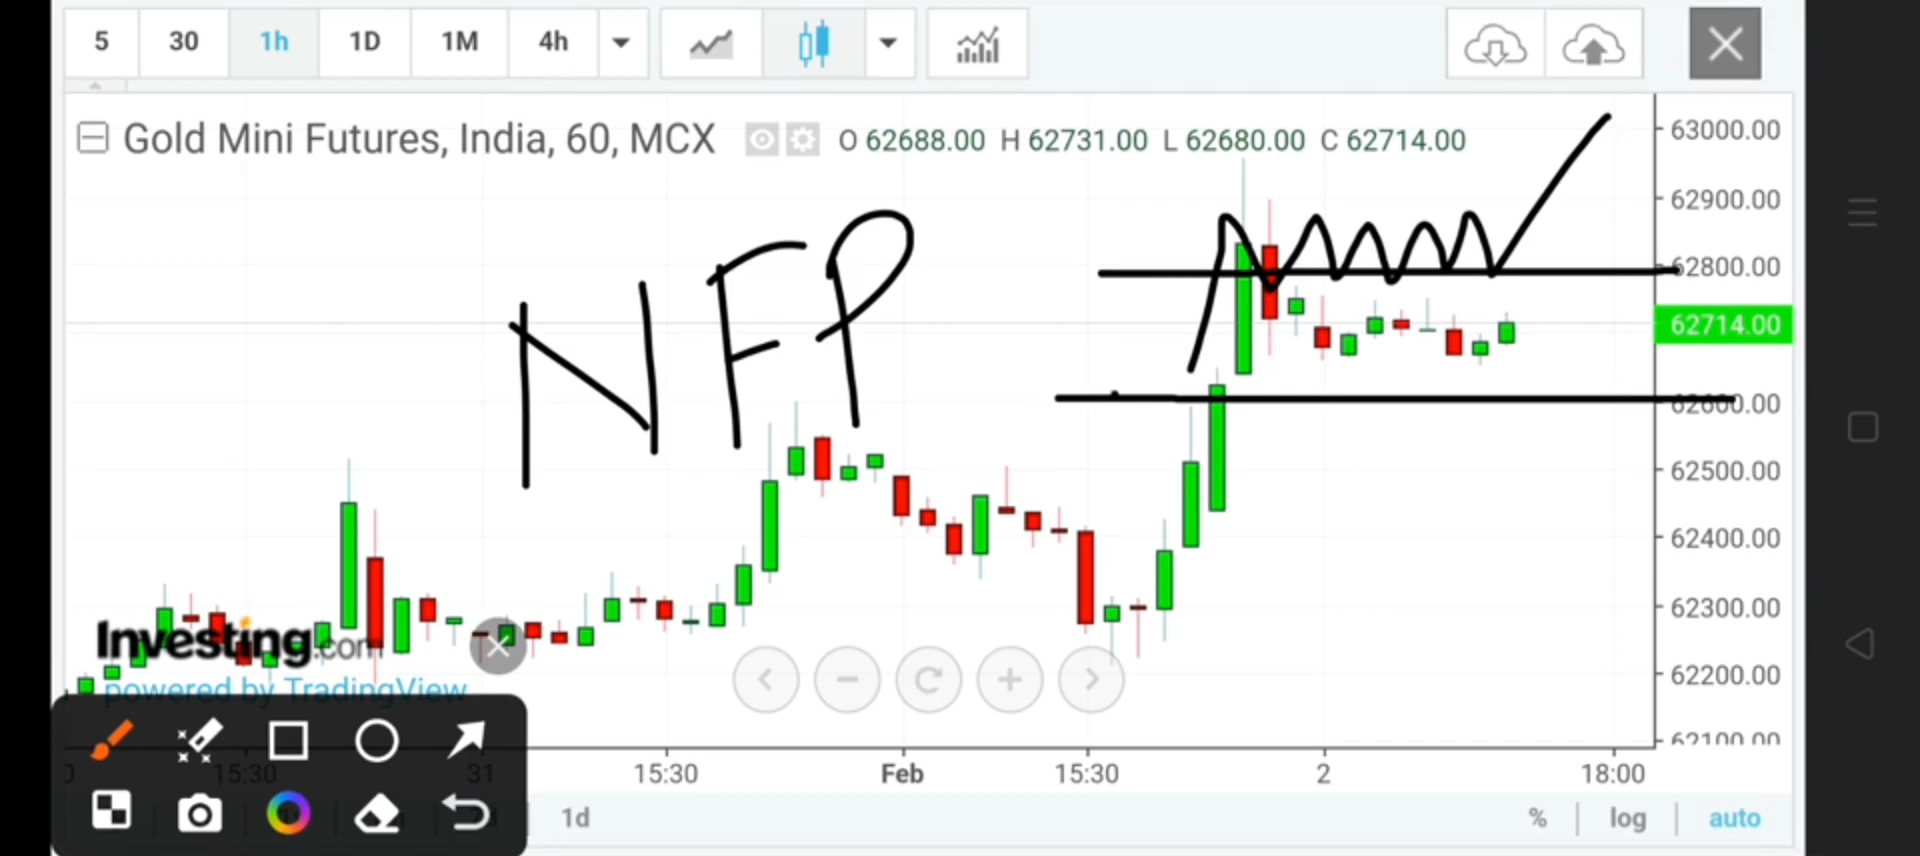 5 30 1h 1D 1M 4h
Gold Mini Futures, India, 60, MCX O 62688.00 H 62731.00 L 62680.00 C 62714.00
63000.00
62900.00
62800.00
62714.00
62600.00
62500.00
62400.00
62300.00
62200.00
62100.00
NFP
Investing.com
powered by TradingView
15:30 31 15:30 Feb 15:30 2 18:00
1d % log auto